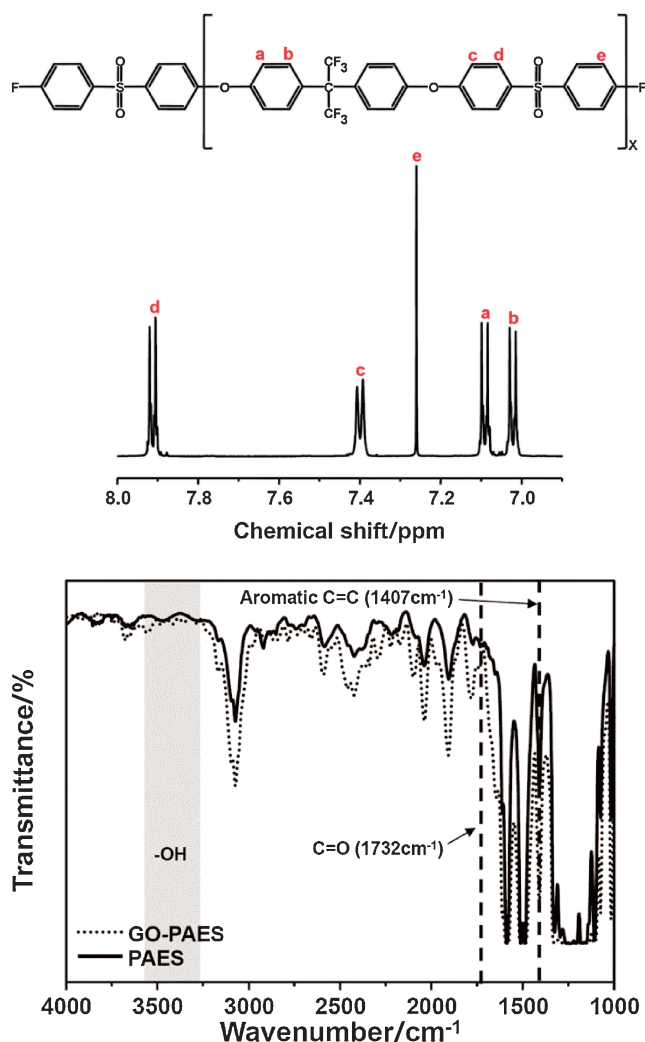 a b c d e
CF₃
O O
F S O C O S F
O O
CF₃
X
e
d
a
b
c
8.0 7.8 7.6 7.4 7.2 7.0
Chemical shift/ppm
Aromatic C=C (1407cm⁻¹)
Transmittance/%
C=O (1732cm⁻¹)
-OH
GO-PAES
PAES
4000 3500 3000 2500 2000 1500 1000
Wavenumber/cm⁻¹